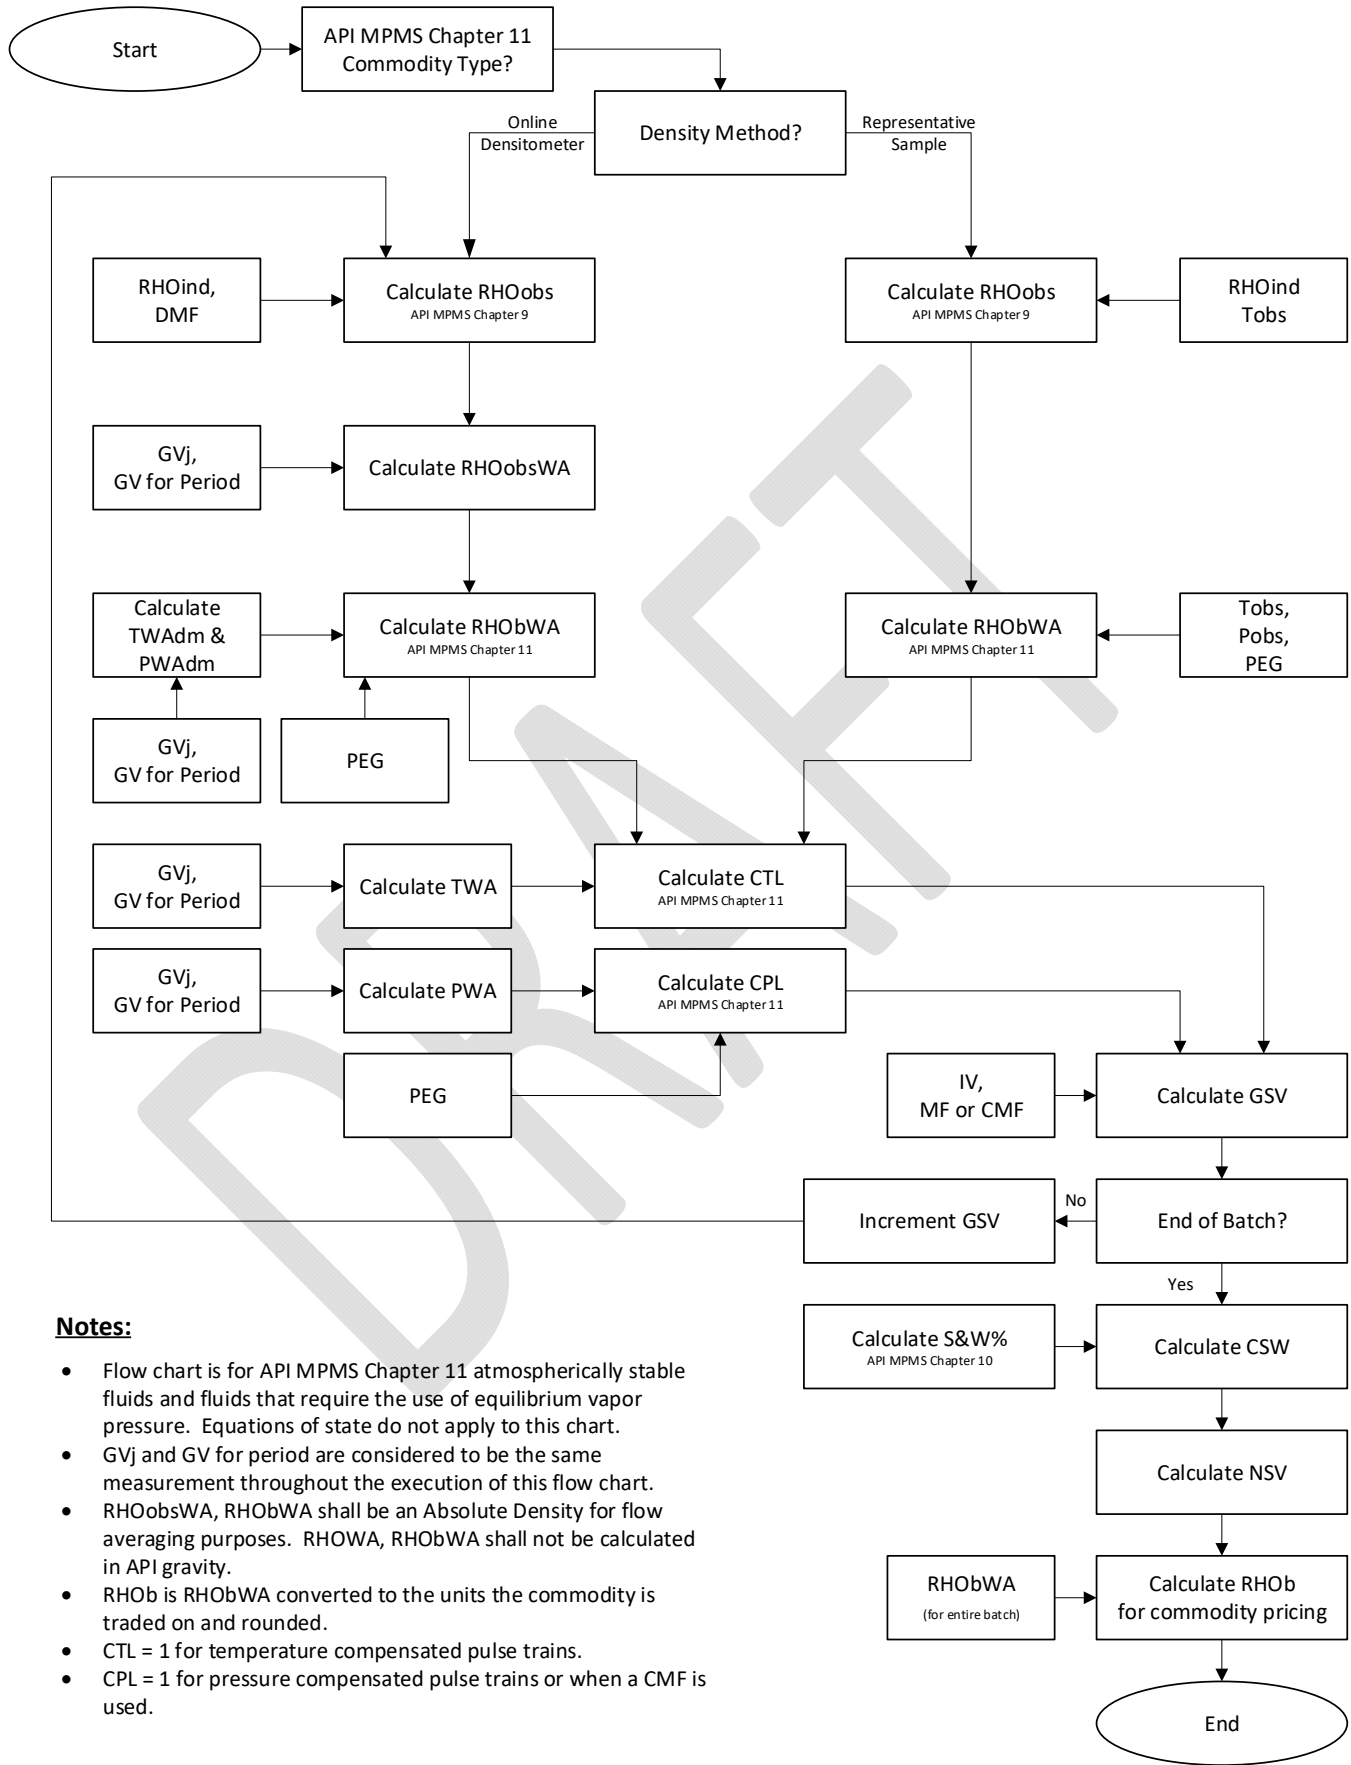 Start
API MPMS Chapter 11
Commodity Type?
Density Method?
Online
Densitometer
Representative
Sample
RHOind,
DMF
Calculate RHOobs
API MPMS Chapter 9
Calculate RHOobs
API MPMS Chapter 9
RHOind
Tobs
GVj,
GV for Period
Calculate RHOobsWA
Calculate
TWAdm &
PWAdm
Calculate RHObWA
API MPMS Chapter 11
Calculate RHObWA
API MPMS Chapter 11
Tobs,
Pobs,
PEG
GVj,
GV for Period
PEG
GVj,
GV for Period
Calculate TWA
Calculate CTL
API MPMS Chapter 11
GVj,
GV for Period
Calculate PWA
Calculate CPL
API MPMS Chapter 11
PEG
IV,
MF or CMF
Calculate GSV
Increment GSV
No
End of Batch?
Yes
Calculate S&W%
API MPMS Chapter 10
Calculate CSW
Calculate NSV
RHObWA
(for entire batch)
Calculate RHOb
for commodity pricing
End
Notes:
• Flow chart is for API MPMS Chapter 11 atmospherically stable
fluids and fluids that require the use of equilibrium vapor
pressure. Equations of state do not apply to this chart.
• GVj and GV for period are considered to be the same
measurement throughout the execution of this flow chart.
• RHOobsWA, RHObWA shall be an Absolute Density for flow
averaging purposes. RHOWA, RHObWA shall not be calculated
in API gravity.
• RHOb is RHObWA converted to the units the commodity is
traded on and rounded.
• CTL = 1 for temperature compensated pulse trains.
• CPL = 1 for pressure compensated pulse trains or when a CMF is
used.
DRAFT